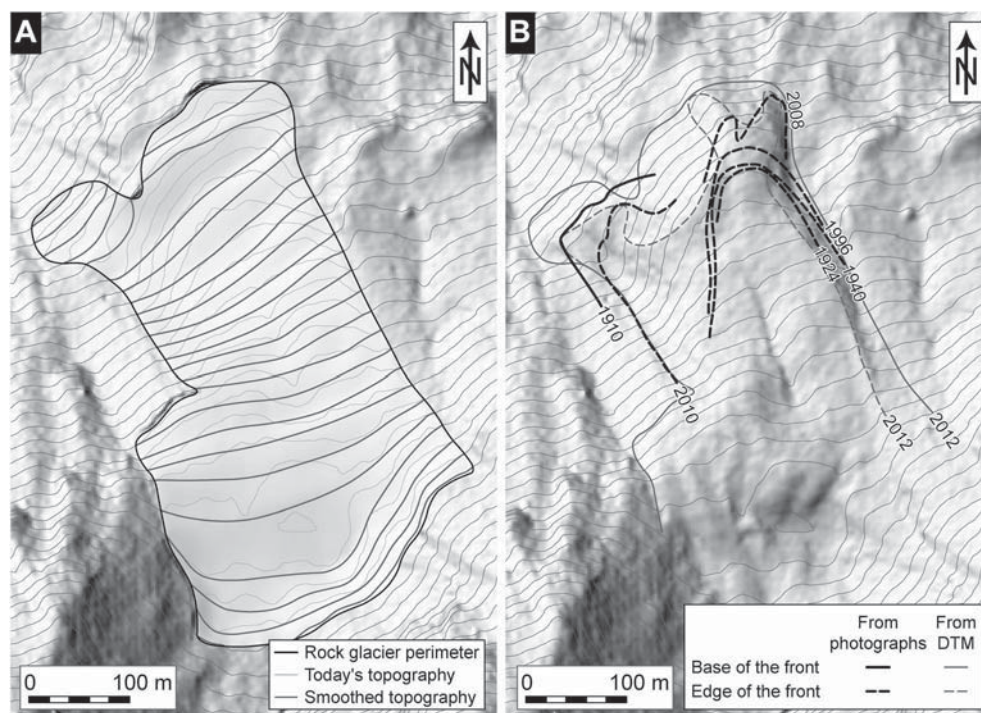 A
N
Rock glacier perimeter
Today's topography
Smoothed topography
0 100 m
B
N
2008
1996
1940
1924
1910
2010
2012
2012
From photographs
From DTM
Base of the front
Edge of the front
0 100 m